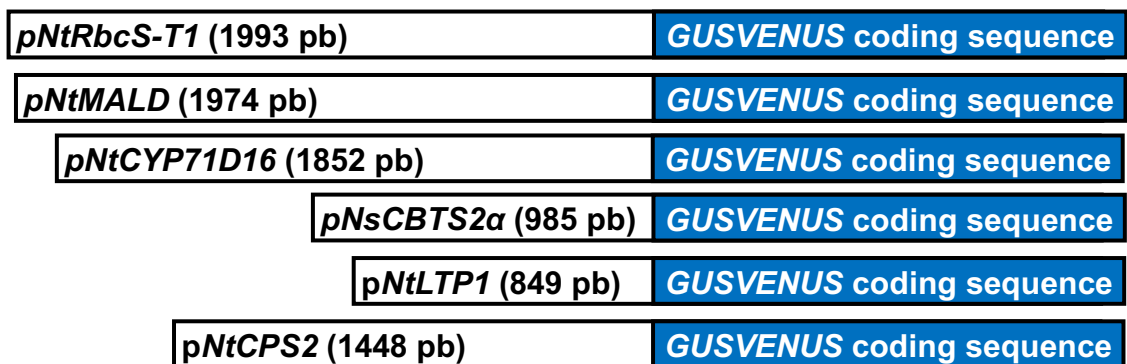 pNtRbcS-T1 (1993 pb) GUSVENUS coding sequence
pNtMALD (1974 pb) GUSVENUS coding sequence
pNtCYP71D16 (1852 pb) GUSVENUS coding sequence
pNsCBTS2α (985 pb) GUSVENUS coding sequence
pNtLTP1 (849 pb) GUSVENUS coding sequence
pNtCPS2 (1448 pb) GUSVENUS coding sequence